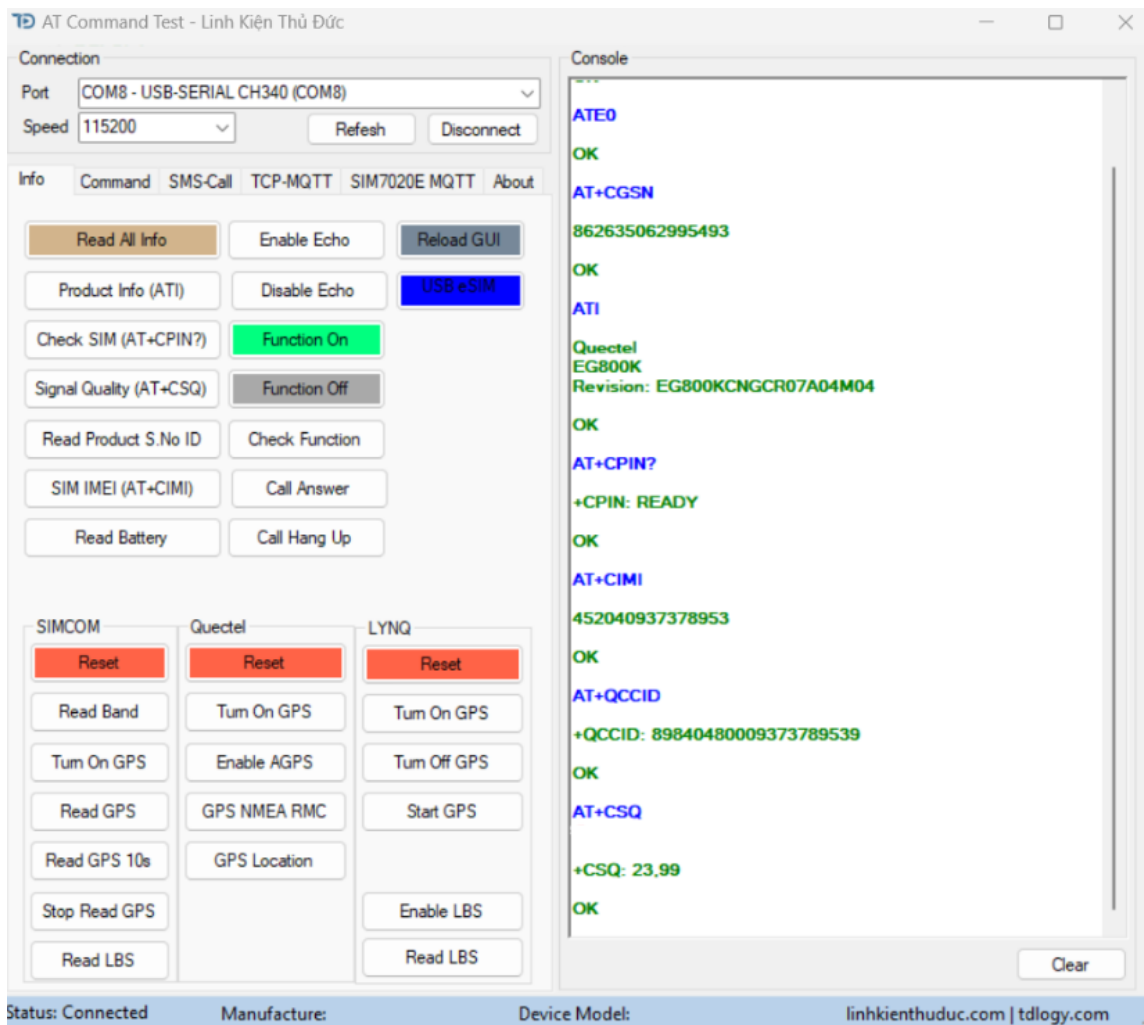 AT Command Test - Linh Kiện Thủ Đức
Connection
Port COM8 - USB-SERIAL CH340 (COM8)
Speed 115200 Refesh Disconnect
Info Command SMS-Call TCP-MQTT SIM7020E MQTT About
Read All Info Enable Echo Reload GUI
Product Info (ATI) Disable Echo USB eSIM
Check SIM (AT+CPIN?) Function On
Signal Quality (AT+CSQ) Function Off
Read Product S.No ID Check Function
SIM IMEI (AT+CIMI) Call Answer
Read Battery Call Hang Up
SIMCOM
Reset
Read Band
Turn On GPS
Read GPS
Read GPS 10s
Stop Read GPS
Read LBS
Quectel
Reset
Turn On GPS
Enable AGPS
GPS NMEA RMC
GPS Location
LYNQ
Reset
Turn On GPS
Turn Off GPS
Start GPS
Enable LBS
Read LBS
Console
ATE0
OK
AT+CGSN
862635062995493
OK
ATI
Quectel
EG800K
Revision: EG800KCNGCR07A04M04
OK
AT+CPIN?
+CPIN: READY
OK
AT+CIMI
452040937378953
OK
AT+QCCID
+QCCID: 89840480009373789539
OK
AT+CSQ
+CSQ: 23,99
OK
Clear
Status: Connected Manufacture: Device Model: linhkienthuduc.com | tdlogy.com